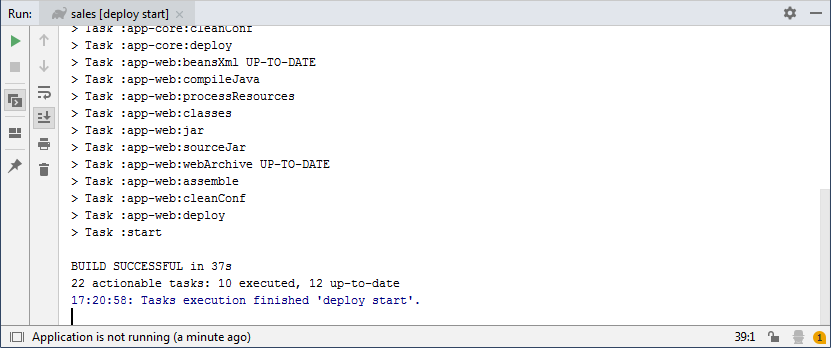 Run: sales [deploy start]
> Task :app-core:cleanConf
> Task :app-core:deploy
> Task :app-web:beansXml UP-TO-DATE
> Task :app-web:compileJava
> Task :app-web:processResources
> Task :app-web:classes
> Task :app-web:jar
> Task :app-web:sourceJar
> Task :app-web:webArchive UP-TO-DATE
> Task :app-web:assemble
> Task :app-web:cleanConf
> Task :app-web:deploy
> Task :start
BUILD SUCCESSFUL in 37s
22 actionable tasks: 10 executed, 12 up-to-date
17:20:58: Tasks execution finished 'deploy start'.
Application is not running (a minute ago) 39:1 1